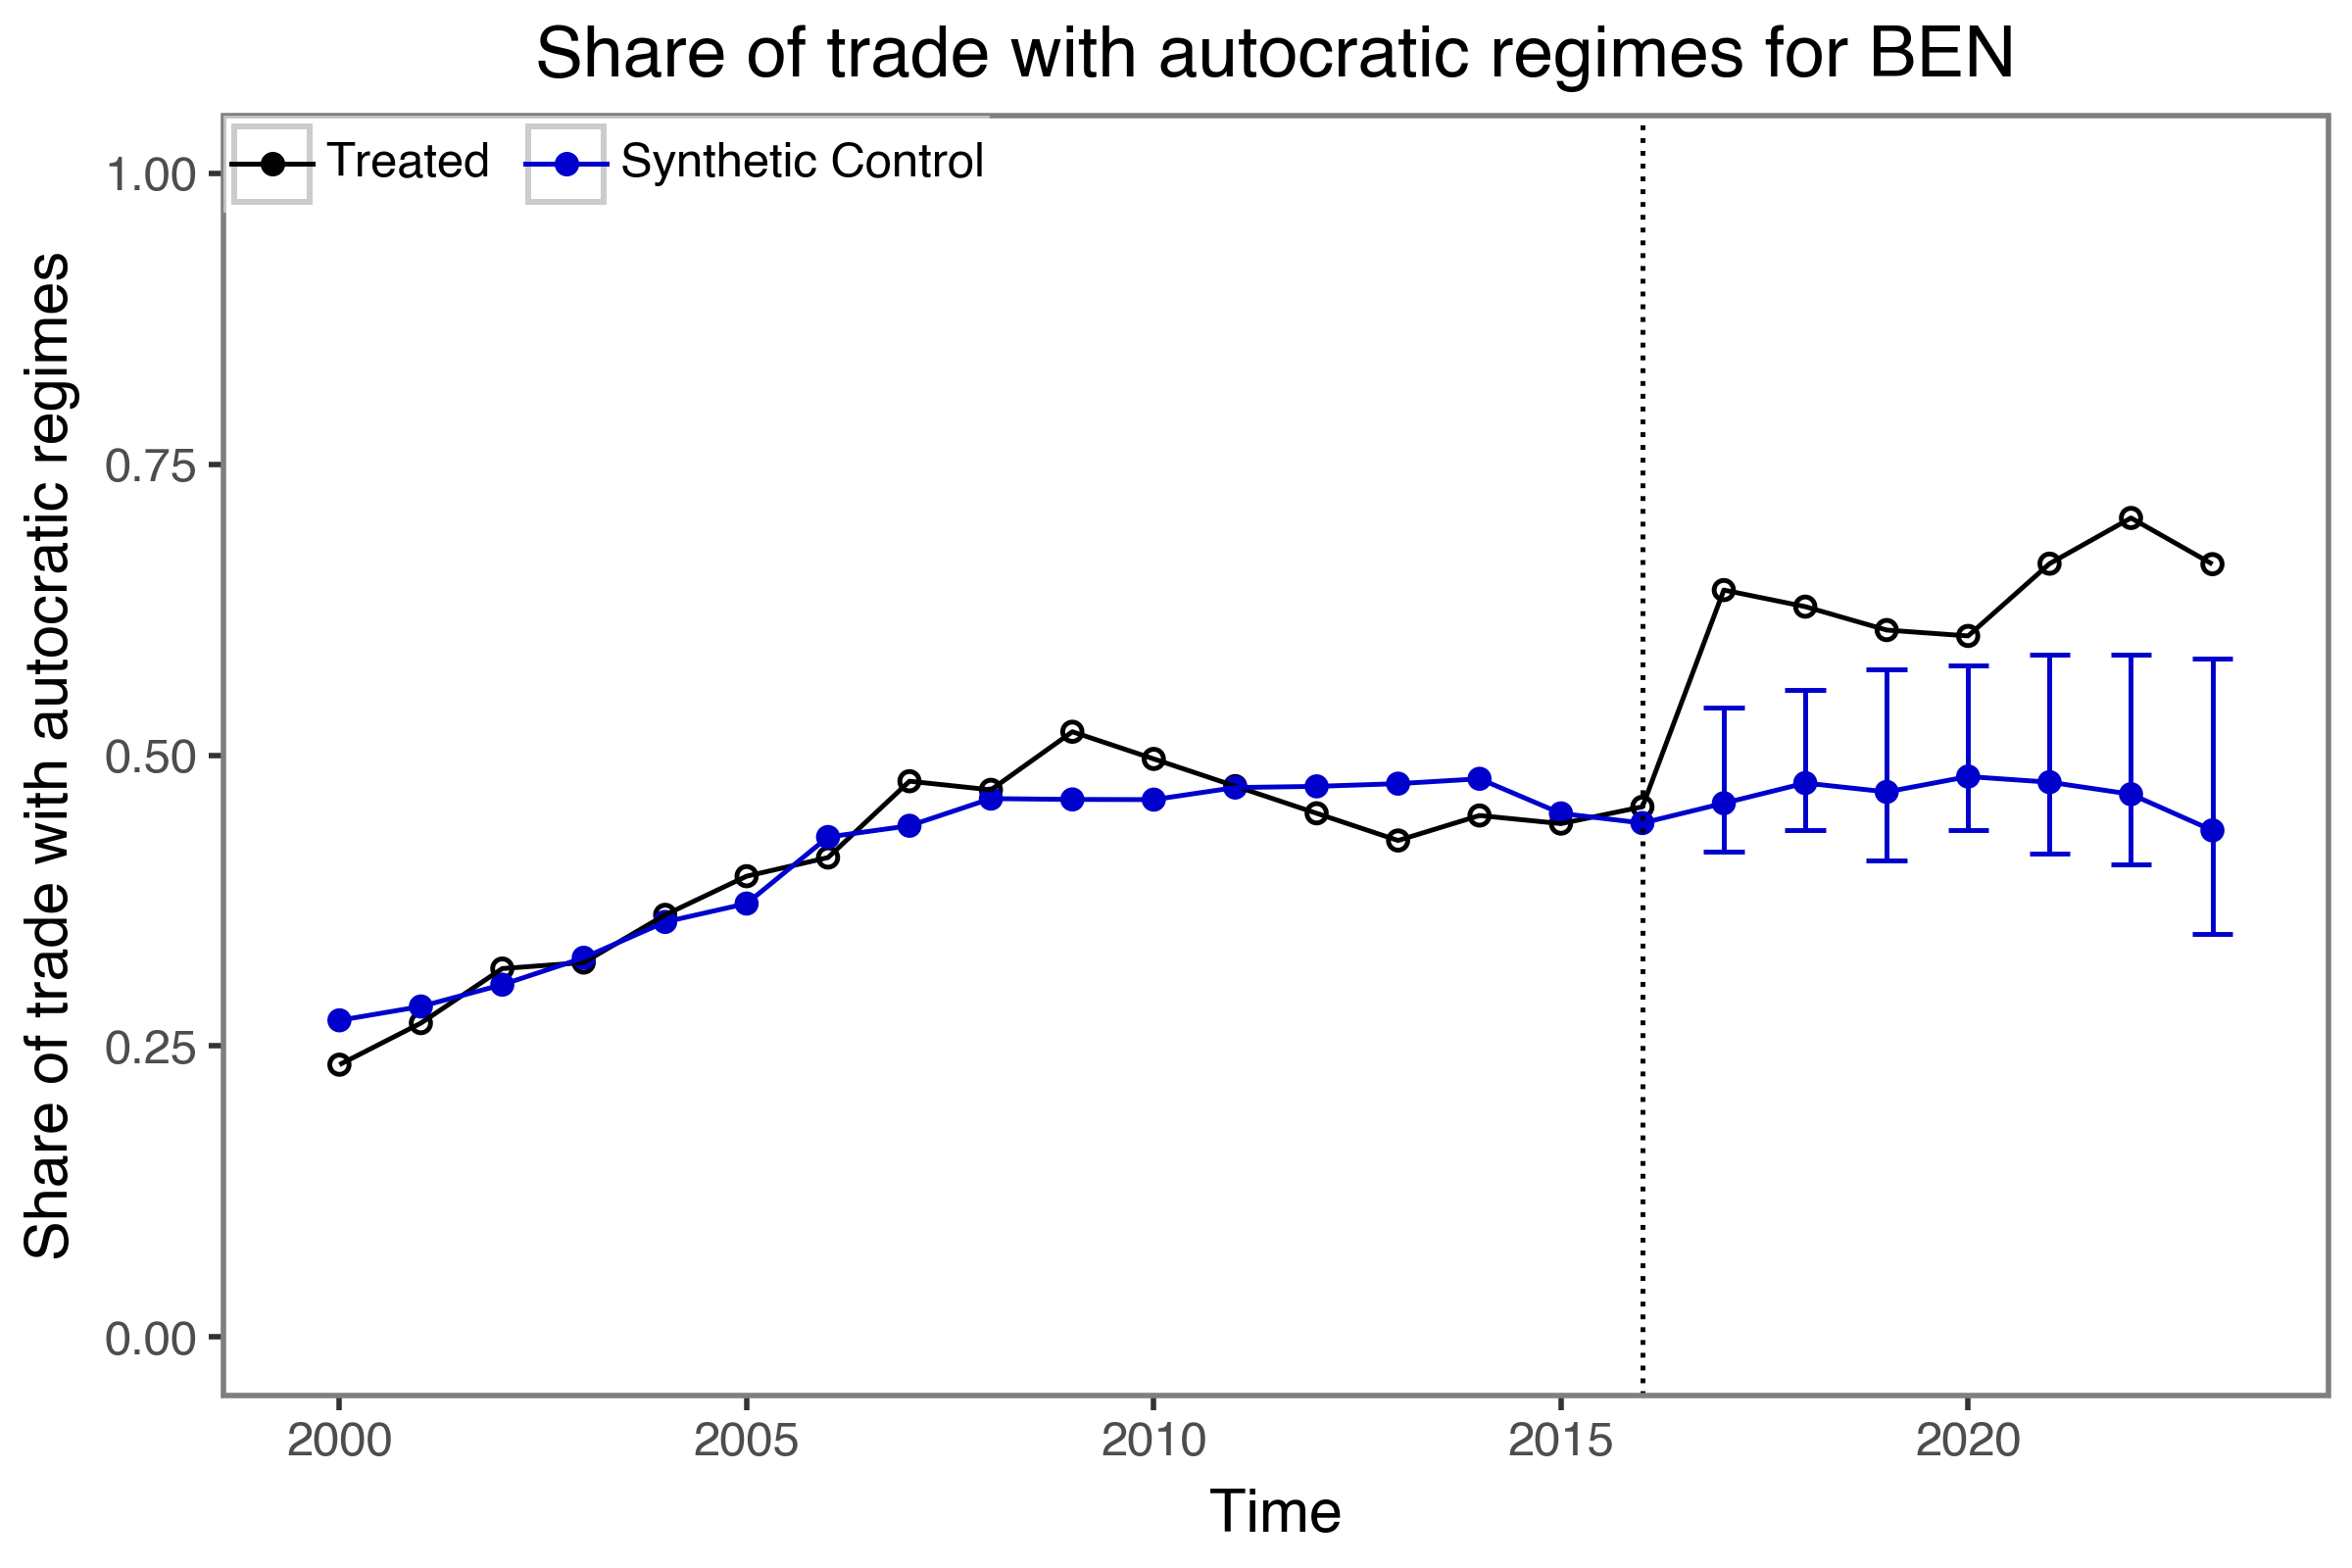 Share of trade with autocratic regimes for BEN
Treated
Synthetic Control
Share of trade with autocratic regimes
1.00
0.75
0.50
0.25
0.00
2000
2005
2010
2015
2020
Time